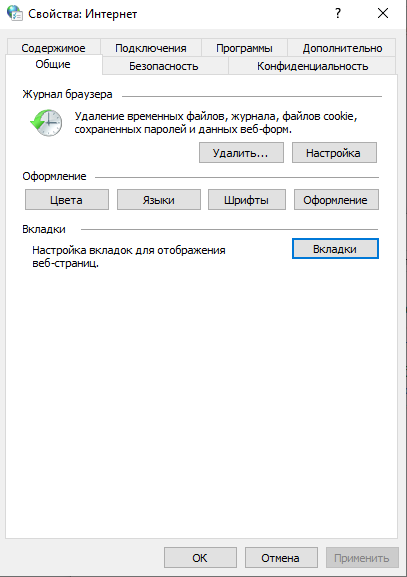 Свойства: Интернет
?
Содержимое Подключения Программы Дополнительно
Общие Безопасность Конфиденциальность
Журнал браузера
Удаление временных файлов, журнала, файлов cookie,
сохраненных паролей и данных веб-форм.
Удалить... Настройка
Оформление
Цвета Языки Шрифты Оформление
Вкладки
Настройка вкладок для отображения
веб-страниц.
Вкладки
ОК Отмена Применить